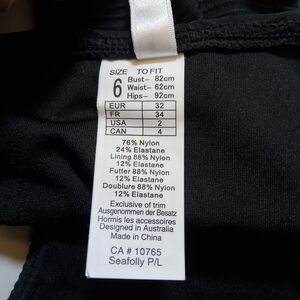 SIZE TO FIT
6 Bust– 82cm
Waist– 62cm
Hips– 92cm
EUR 32
FR 34
USA 2
CAN 4
76% Nylon
24% Elastane
Lining 88% Nylon
12% Elastane
Futter 88% Nylon
12% Elastane
Doublure 88% Nylon
12% Elastane
Exclusive of trim
Ausgenommen der Besatz
Hormis les accessoires
Designed in Australia
Made in China
CA # 10765
Seafolly P/L